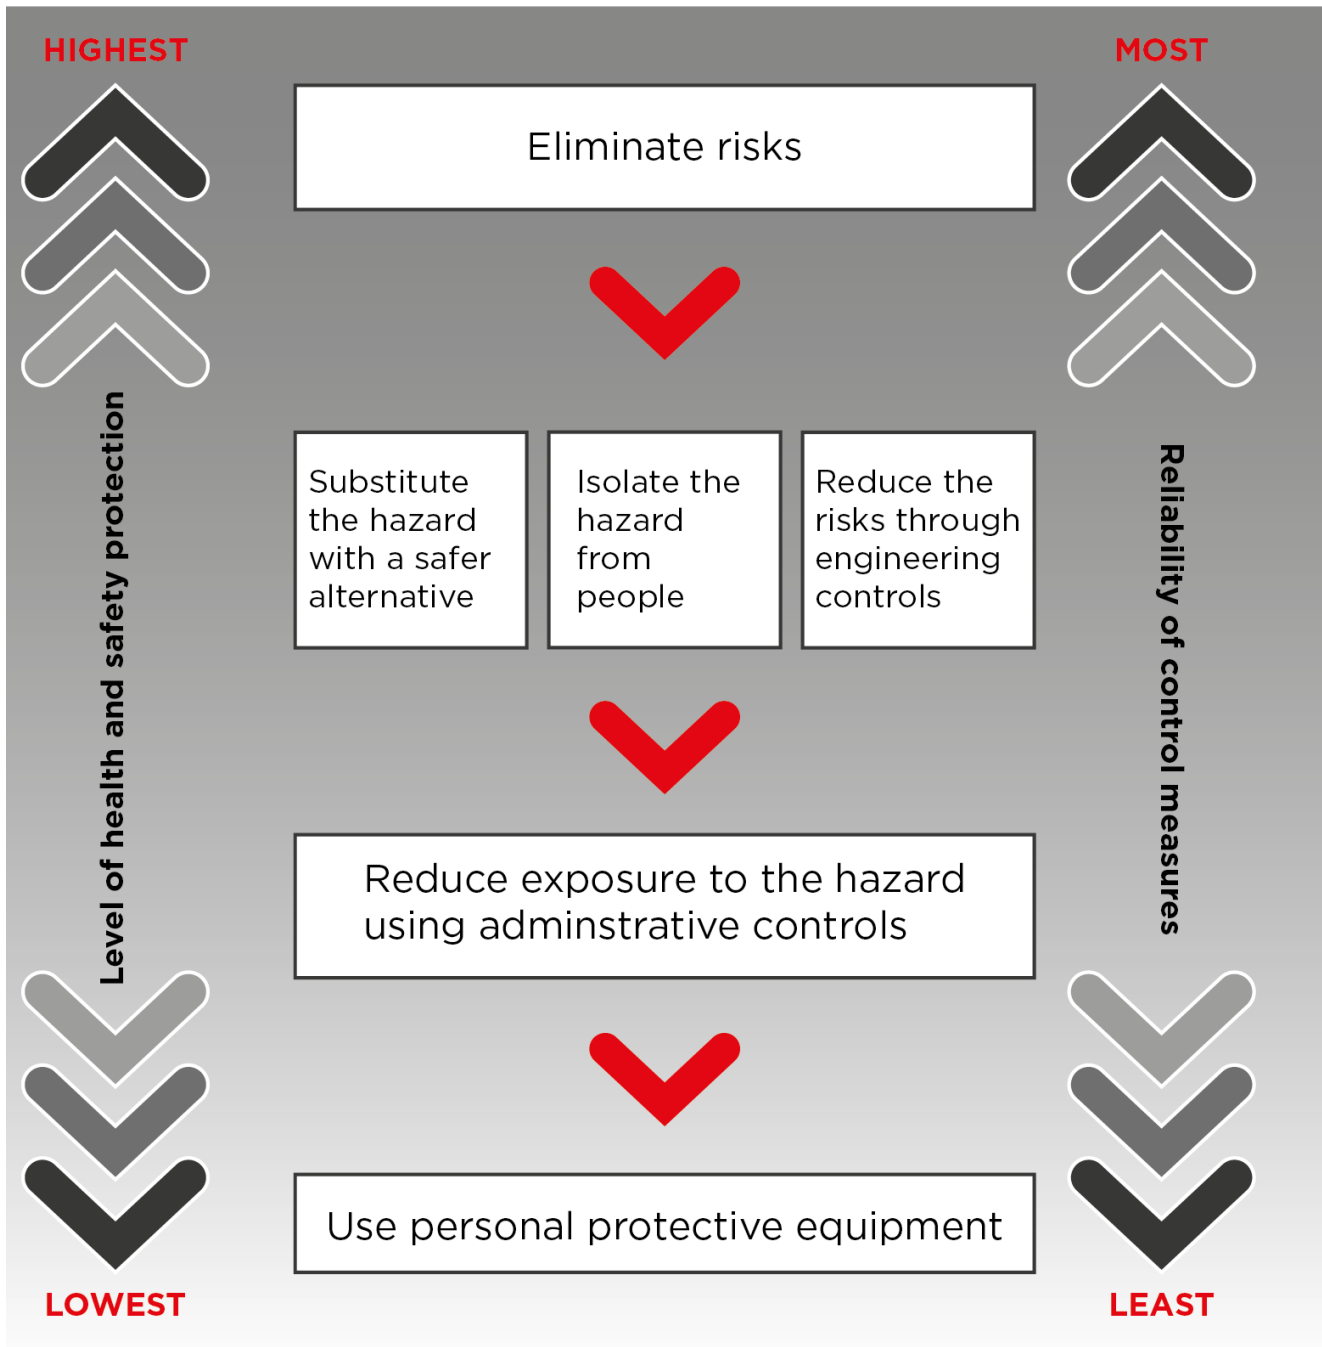 HIGHEST
MOST
Eliminate risks
Substitute
the hazard
with a safer
alternative
Isolate the
hazard
from
people
Reduce the
risks through
engineering
controls
Level of health and safety protection
Reliability of control measures
Reduce exposure to the hazard
using adminstrative controls
Use personal protective equipment
LOWEST
LEAST